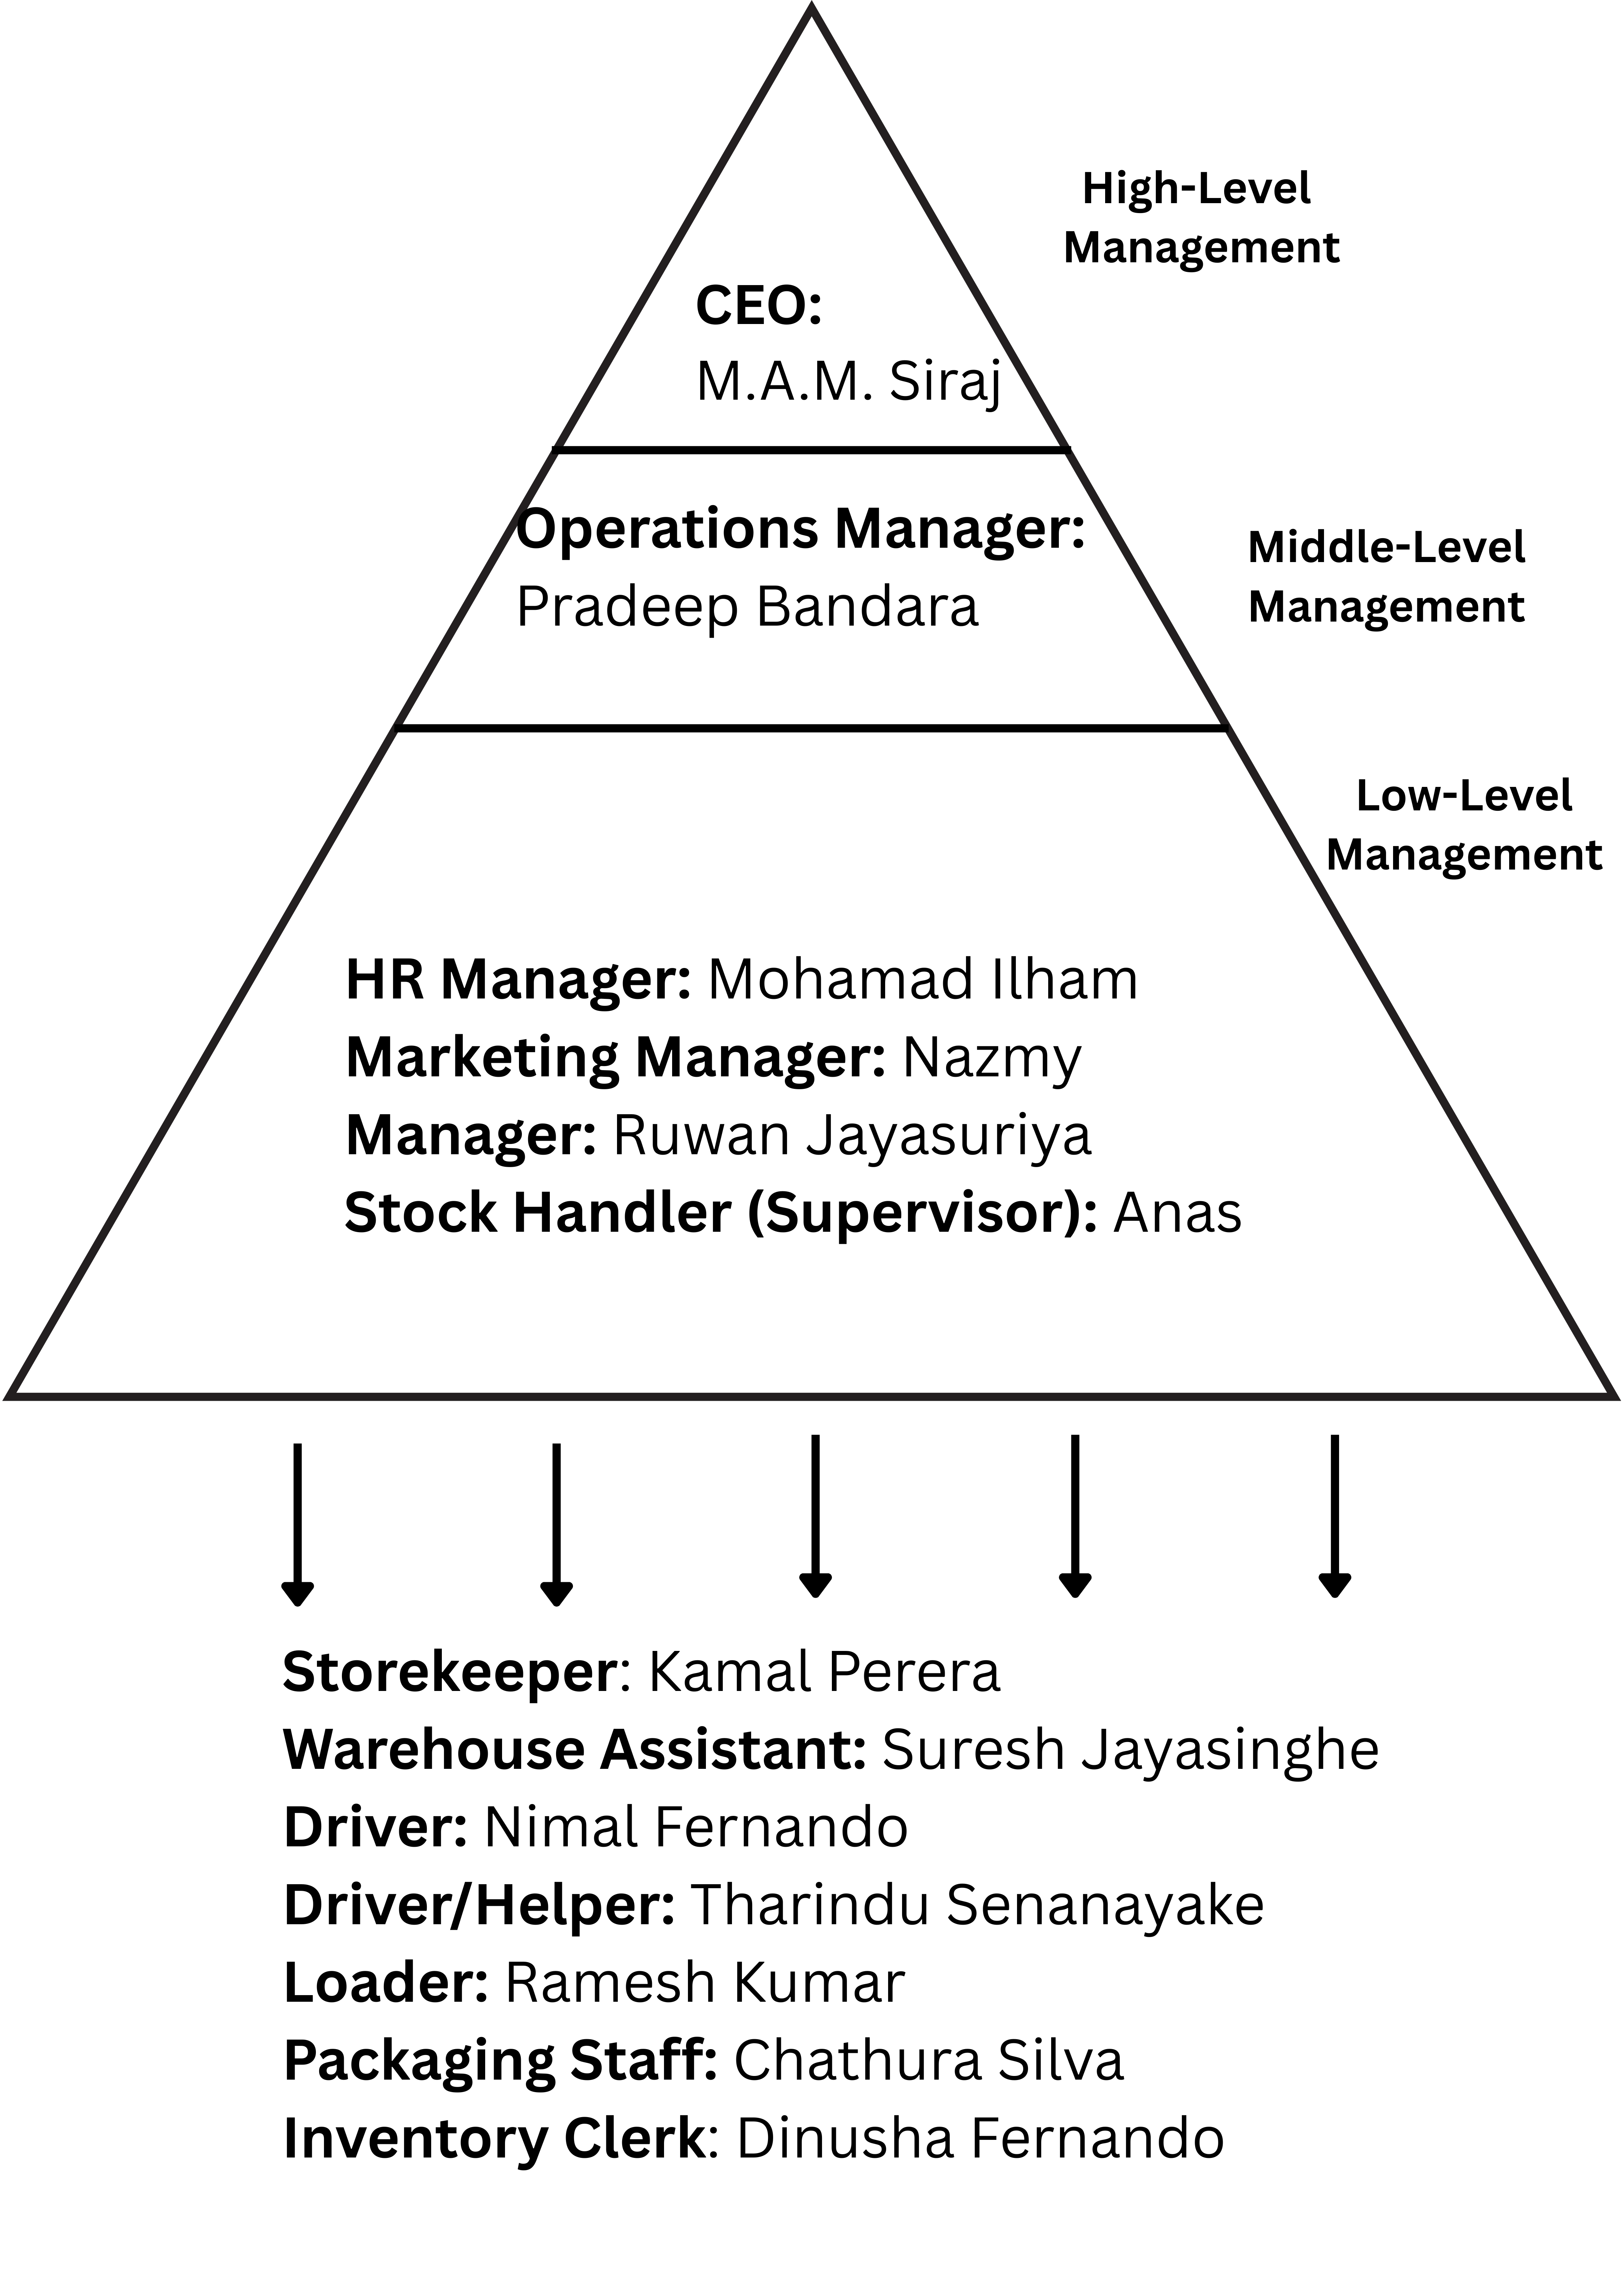 High-Level
Management
CEO:
M.A.M. Siraj
Operations Manager:
Pradeep Bandara
Middle-Level
Management
Low-Level
Management
HR Manager: Mohamad Ilham
Marketing Manager: Nazmy
Manager: Ruwan Jayasuriya
Stock Handler (Supervisor): Anas
Storekeeper: Kamal Perera
Warehouse Assistant: Suresh Jayasinghe
Driver: Nimal Fernando
Driver/Helper: Tharindu Senanayake
Loader: Ramesh Kumar
Packaging Staff: Chathura Silva
Inventory Clerk: Dinusha Fernando